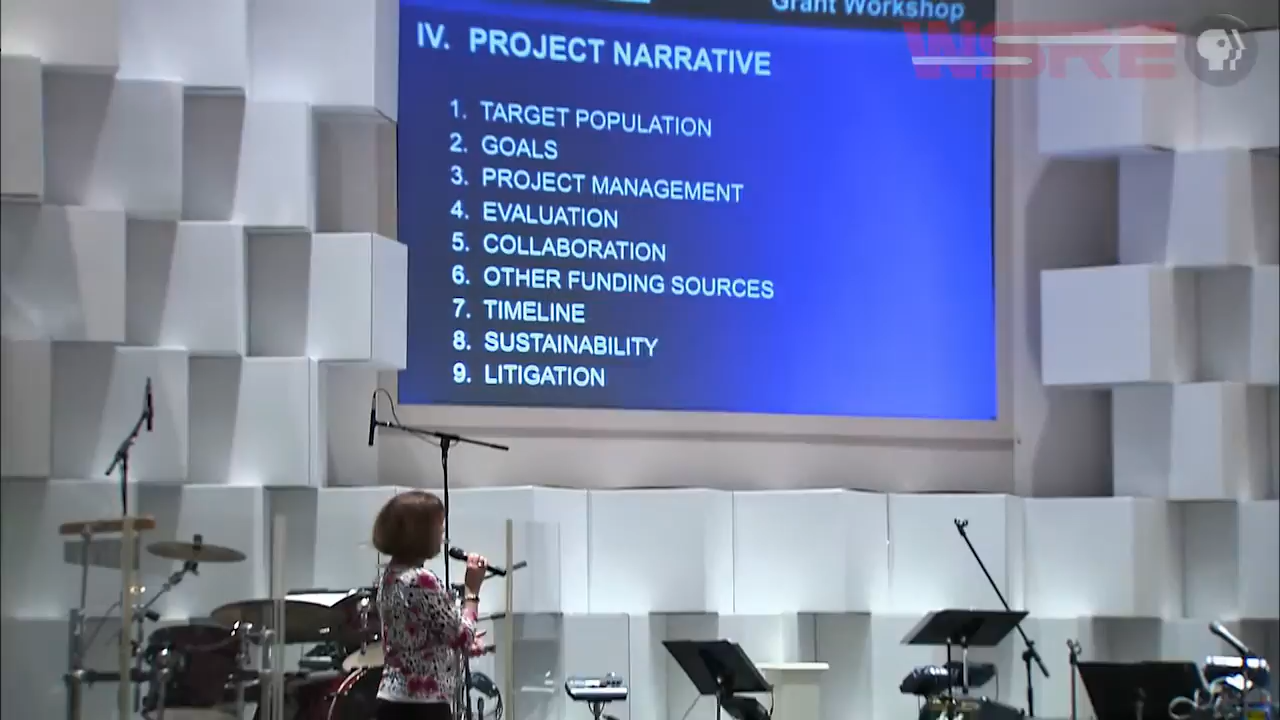 Grant Workshop
WSRE
IV. PROJECT NARRATIVE
1. TARGET POPULATION
2. GOALS
3. PROJECT MANAGEMENT
4. EVALUATION
5. COLLABORATION
6. OTHER FUNDING SOURCES
7. TIMELINE
8. SUSTAINABILITY
9. LITIGATION